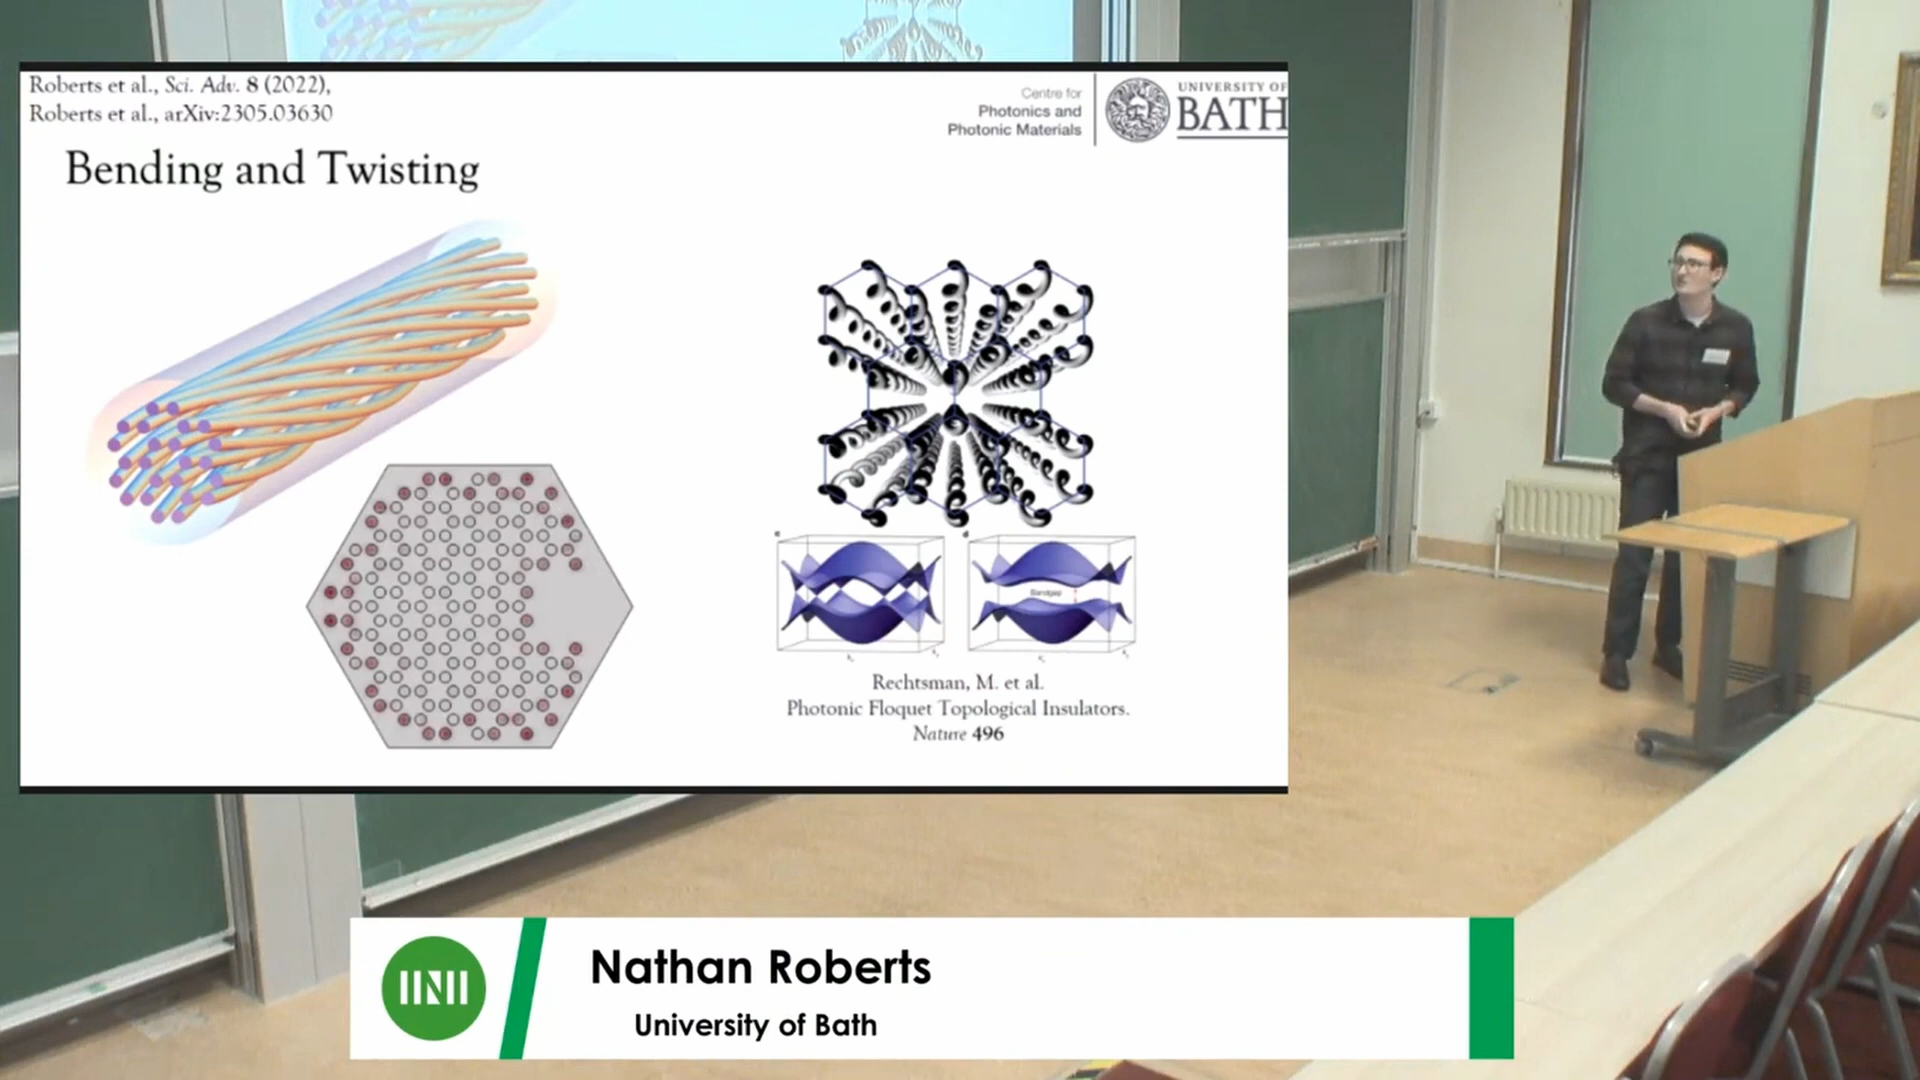 Roberts et al., Sci. Adv. 8 (2022),
Roberts et al., arXiv:2305.03630
Centre for
Photonics and
Photonic Materials
UNIVERSITY OF
BATH
Bending and Twisting
c
d
Bandgap
Rechtsman, M. et al.
Photonic Floquet Topological Insulators.
Nature 496
Nathan Roberts
University of Bath